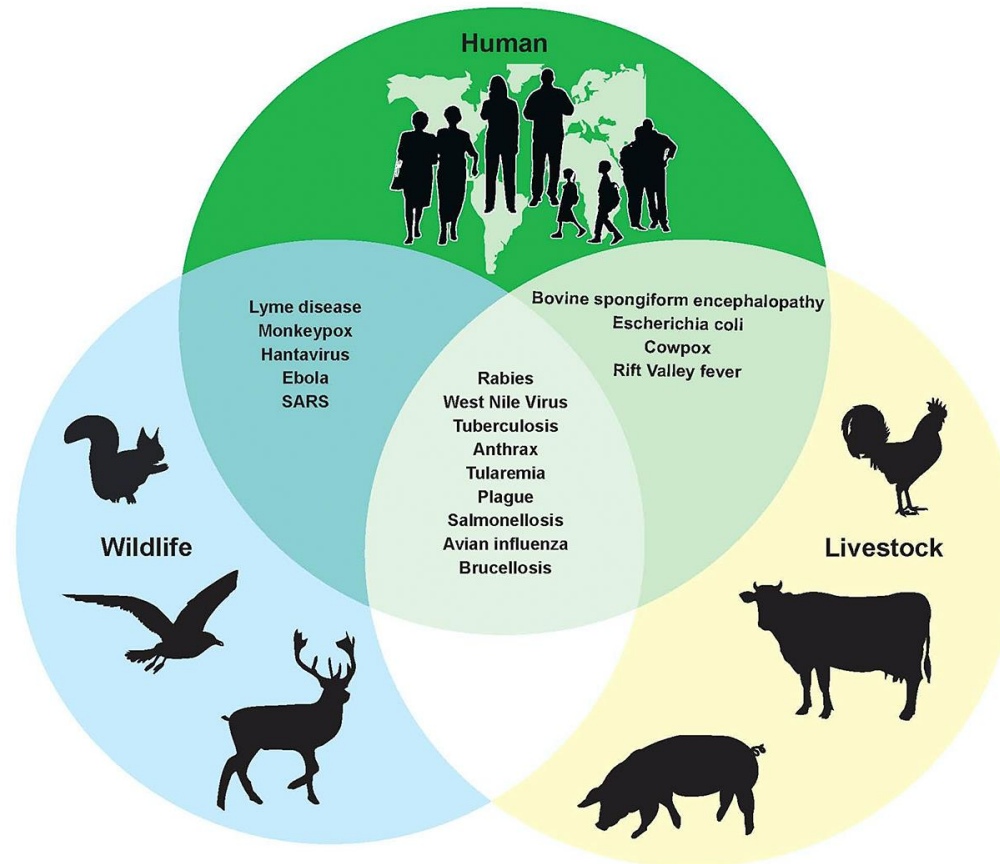 Human
Lyme disease
Monkeypox
Hantavirus
Ebola
SARS
Bovine spongiform encephalopathy
Escherichia coli
Cowpox
Rift Valley fever
Rabies
West Nile Virus
Tuberculosis
Anthrax
Tularemia
Plague
Salmonellosis
Avian influenza
Brucellosis
Wildlife
Livestock